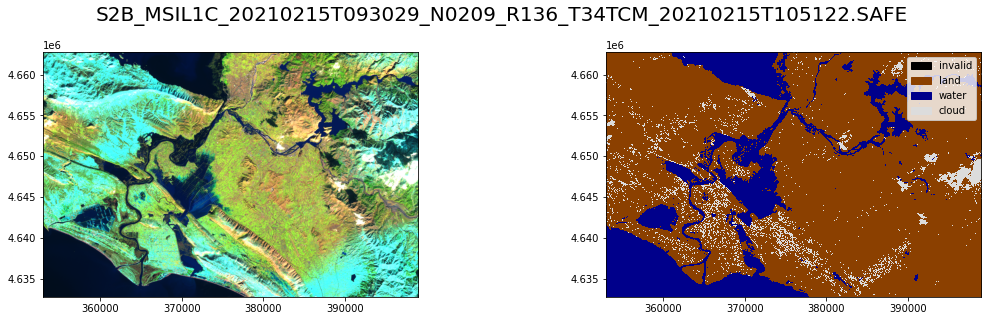 S2B_MSIL1C_20210215T093029_N0209_R136_T34TCM_20210215T105122.SAFE
1e6
4.660
4.655
4.650
4.645
4.640
4.635
360000 370000 380000 390000
1e6
4.660
4.655
4.650
4.645
4.640
4.635
360000 370000 380000 390000
invalid
land
water
cloud